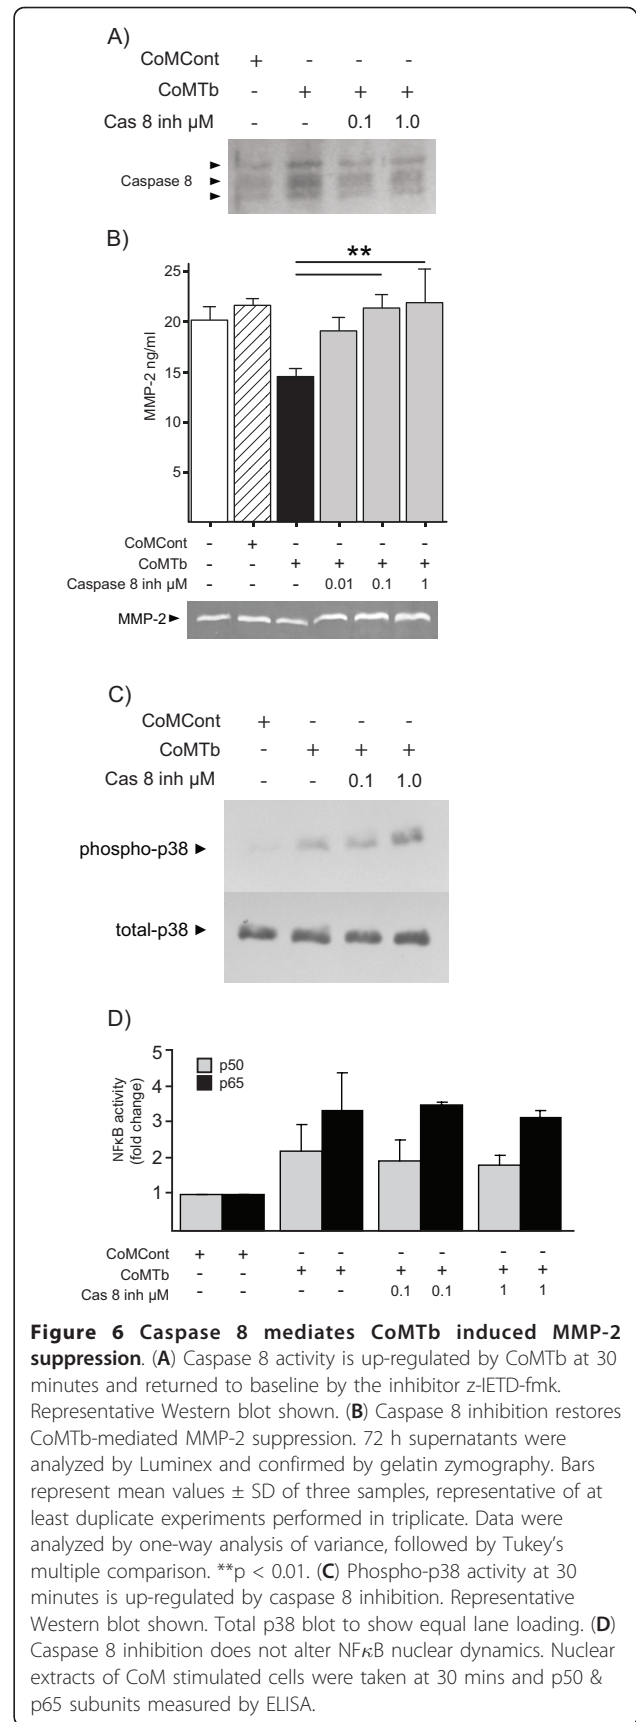 A)
CoMCont + - - -
CoMTb - + + +
Cas 8 inh µM - - 0.1 1.0
Caspase 8 ►
►
►
B)
**
25
20
15
10
5
MMP-2 ng/ml
CoMCont - + - - - -
CoMTb - - + + + +
Caspase 8 inh µM - - - 0.01 0.1 1
MMP-2►
C)
CoMCont + - - -
CoMTb - + + +
Cas 8 inh µM - - 0.1 1.0
phospho-p38 ►
total-p38 ►
D)
5
4
3
2
1
NFκB activity
(fold change)
p50
p65
CoMCont + + - - - - - -
CoMTb - - + + + + + +
Cas 8 inh µM - - - - 0.1 0.1 1 1
Figure 6 Caspase 8 mediates CoMTb induced MMP-2
suppression. (A) Caspase 8 activity is up-regulated by CoMTb at 30
minutes and returned to baseline by the inhibitor z-IETD-fmk.
Representative Western blot shown. (B) Caspase 8 inhibition restores
CoMTb-mediated MMP-2 suppression. 72 h supernatants were
analyzed by Luminex and confirmed by gelatin zymography. Bars
represent mean values ± SD of three samples, representative of at
least duplicate experiments performed in triplicate. Data were
analyzed by one-way analysis of variance, followed by Tukey's
multiple comparison. **p < 0.01. (C) Phospho-p38 activity at 30
minutes is up-regulated by caspase 8 inhibition. Representative
Western blot shown. Total p38 blot to show equal lane loading. (D)
Caspase 8 inhibition does not alter NFκB nuclear dynamics. Nuclear
extracts of CoM stimulated cells were taken at 30 mins and p50 &
p65 subunits measured by ELISA.